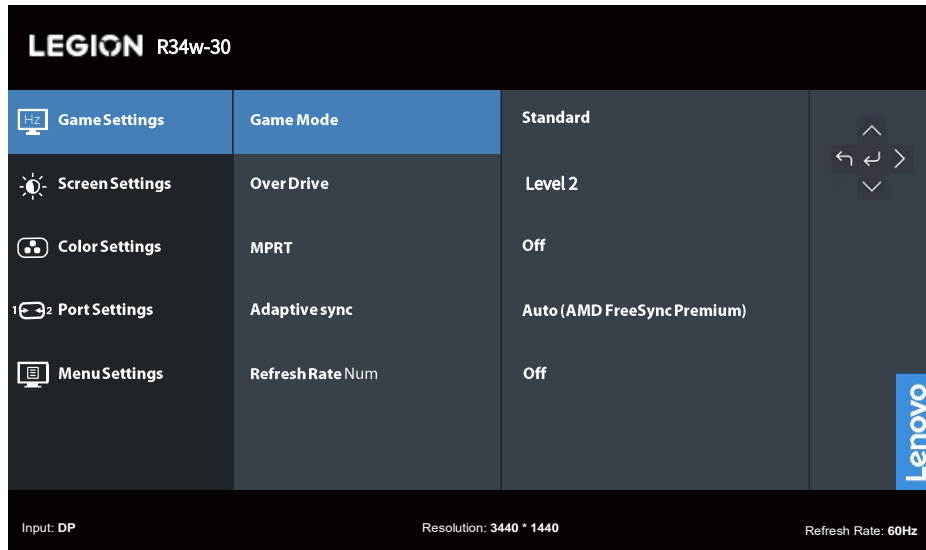 LEGION R34w-30
Hz Game Settings Game Mode Standard
Screen Settings Over Drive Level 2
Color Settings MPRT Off
1 2 Port Settings Adaptive sync Auto (AMD FreeSync Premium)
Menu Settings Refresh Rate Num Off
Lenovo
Input: DP Resolution: 3440 * 1440 Refresh Rate: 60Hz